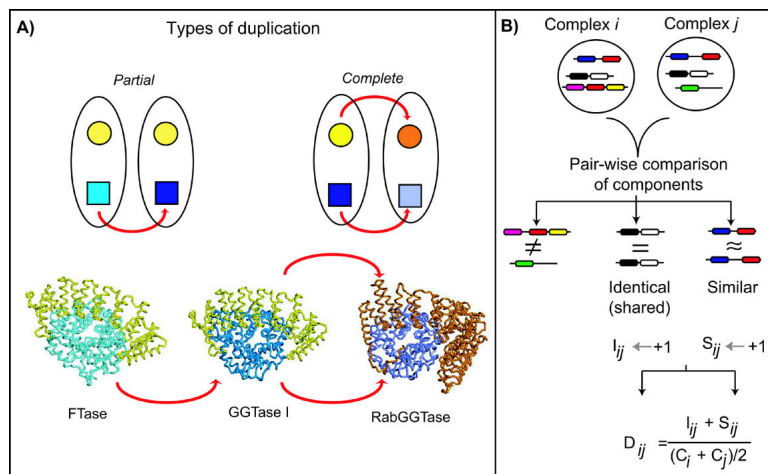 A)
Types of duplication
Partial
Complete
FTase
GGTase I
RabGGTase
B)
Complex i
Complex j
Pair-wise comparison
of components
≠
=
≈
Identical
(shared)
Similar
Iij ←+1
Sij ←+1
Dij = Iij + Sij / (Ci + Cj)/2